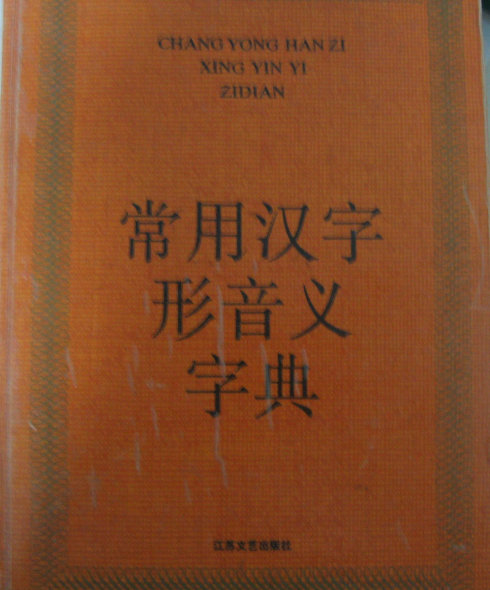 CHANG YONG HAN ZI
XING YIN YI
ZIDIAN
常用汉字
形音义
字典
江苏文艺出版社